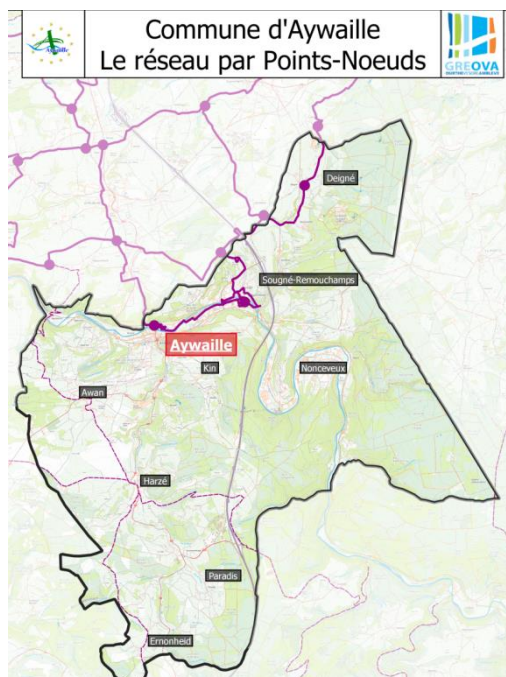 Commune d'Aywaille
Le réseau par Points-Noeuds
Aywaille
GREOVA
Deigné
Sougné-Remouchamps
Aywaille
Kin
Nonceveux
Awan
Harzé
Paradis
Ernonheid